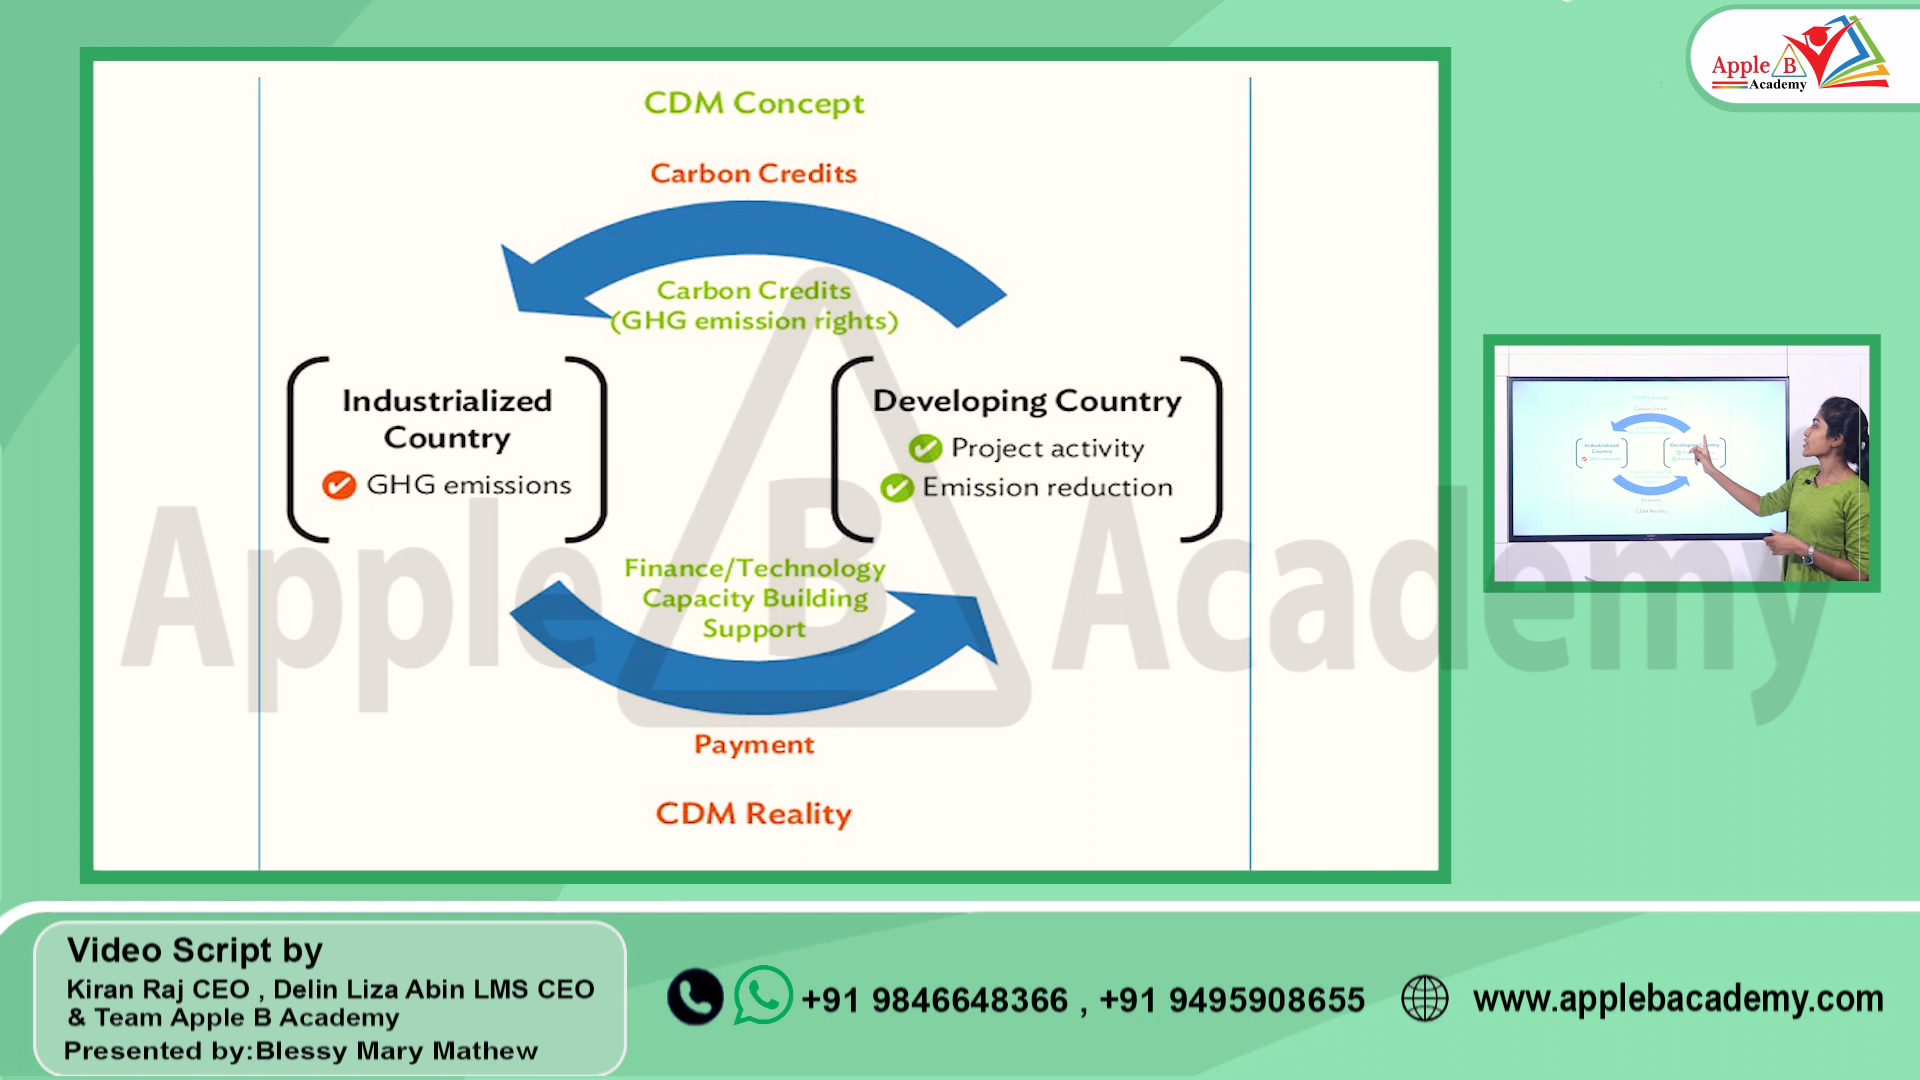 Apple B
Academy
CDM Concept
Carbon Credits
Carbon Credits
(GHG emission rights)
Industrialized
Country
GHG emissions
Developing Country
Project activity
Emission reduction
Finance/Technology
Capacity Building
Support
Payment
CDM Reality
Apple B Academy
Video Script by
Kiran Raj CEO , Delin Liza Abin LMS CEO
& Team Apple B Academy
Presented by:Blessy Mary Mathew
+91 9846648366 , +91 9495908655
www.applebacademy.com